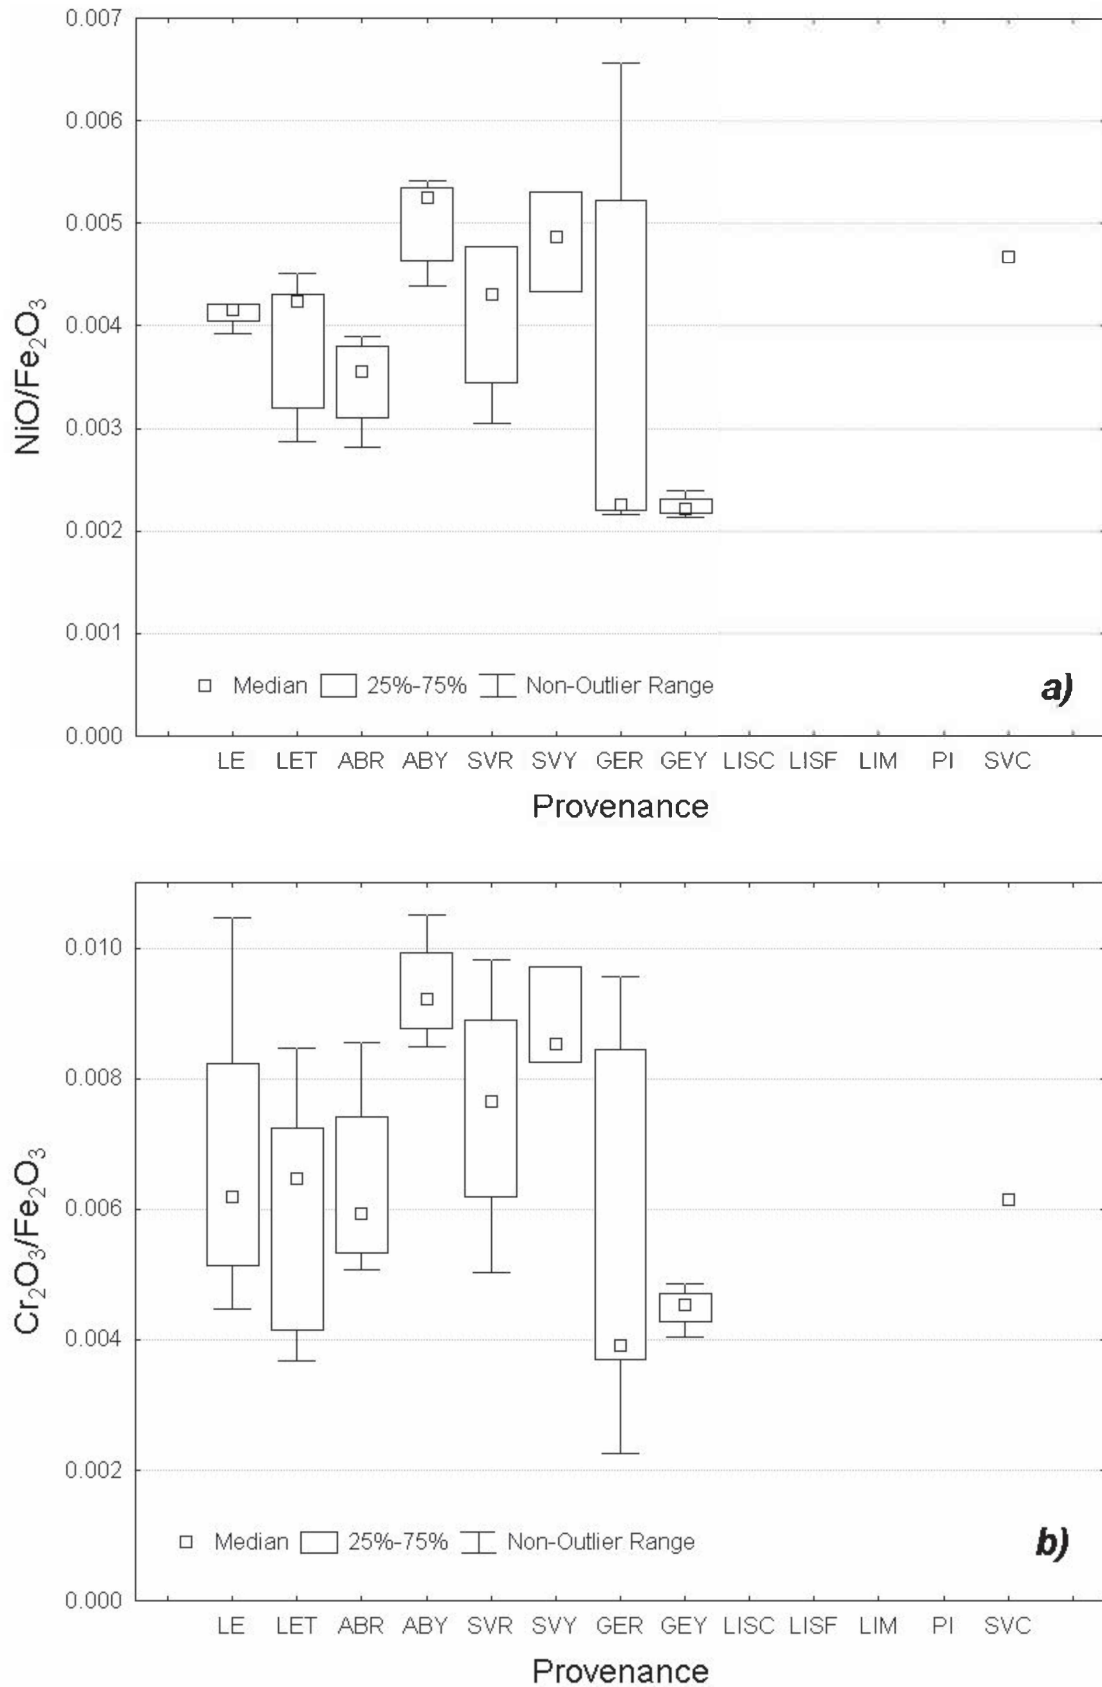 0.007
0.006
0.005
0.004
0.003
0.002
0.001
0.000
NiO/Fe₂O₃
Median 25%-75% Non-Outlier Range
a)
LE LET ABR ABY SVR SVY GER GEY LISC LISF LIM PI SVC
Provenance
0.010
0.008
0.006
0.004
0.002
0.000
Cr₂O₃/Fe₂O₃
Median 25%-75% Non-Outlier Range
b)
LE LET ABR ABY SVR SVY GER GEY LISC LISF LIM PI SVC
Provenance